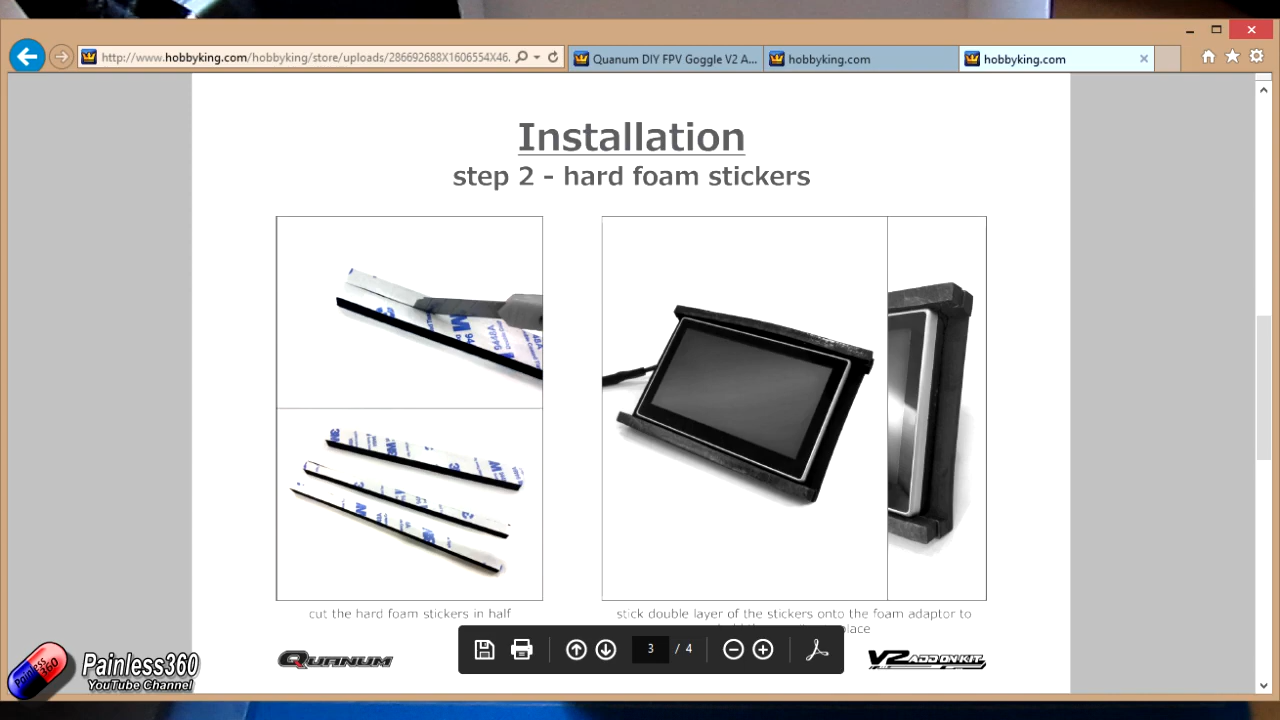 http://www.hobbyking.com/hobbyking/store/uploads/286692688X1606554X46.
Quanum DIY FPV Goggle V2 A...
hobbyking.com
hobbyking.com
Installation
step 2 - hard foam stickers
cut the hard foam stickers in half
stick double layer of the stickers onto the foam adaptor to
place
3 / 4
QUANUM
V2 ADD ON KIT
Painless360
Painless360
YouTube Channel